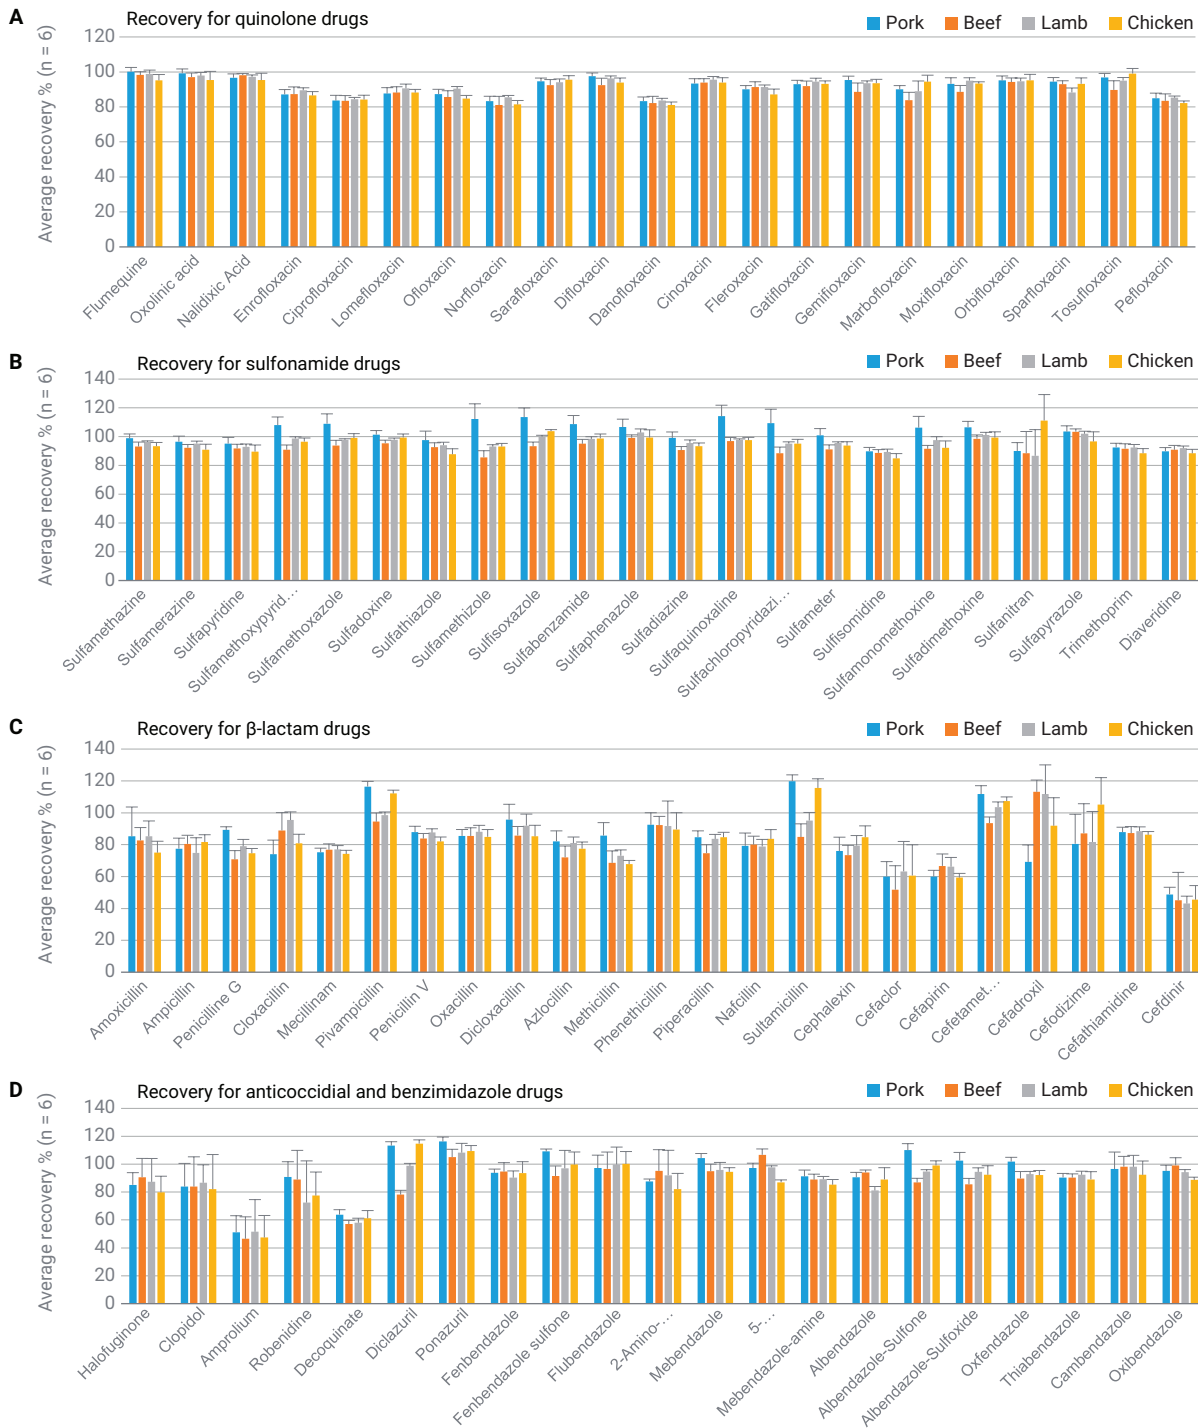 A
Recovery for quinolone drugs
Pork Beef Lamb Chicken
Average recovery % (n = 6)
120
100
80
60
40
20
0
Flumequine
Oxolinic acid
Nalidixic Acid
Enrofloxacin
Ciprofloxacin
Lomefloxacin
Ofloxacin
Norfloxacin
Sarafloxacin
Difloxacin
Danofloxacin
Cinoxacin
Fleroxacin
Gatifloxacin
Gemifloxacin
Marbofloxacin
Moxifloxacin
Orbifloxacin
Sparfloxacin
Tosufloxacin
Pefloxacin
B
Recovery for sulfonamide drugs
Pork Beef Lamb Chicken
Average recovery % (n = 6)
140
120
100
80
60
40
20
0
Sulfamethazine
Sulfamerazine
Sulfapyridine
Sulfamethoxypyrid...
Sulfamethoxazole
Sulfadoxine
Sulfathiazole
Sulfamethizole
Sulfisoxazole
Sulfabenzamide
Sulfaphenazole
Sulfadiazine
Sulfaquinoxaline
Sulfachloropyridazi...
Sulfameter
Sulfisomidine
Sulfamonomethoxine
Sulfadimethoxine
Sulfanitran
Sulfapyrazole
Trimethoprim
Diaveridine
C
Recovery for β-lactam drugs
Pork Beef Lamb Chicken
Average recovery % (n = 6)
140
120
100
80
60
40
20
0
Amoxicillin
Ampicillin
Penicilline G
Cloxacillin
Mecillinam
Pivampicillin
Penicillin V
Oxacillin
Dicloxacillin
Azlocillin
Methicillin
Phenethicillin
Piperacillin
Nafcillin
Sultamicillin
Cephalexin
Cefaclor
Cefapirin
Cefetamet...
Cefadroxil
Cefodizime
Cefathiamidine
Cefdinir
D
Recovery for anticoccidial and benzimidazole drugs
Pork Beef Lamb Chicken
Average recovery % (n = 6)
140
120
100
80
60
40
20
0
Halofuginone
Clopidol
Amprolium
Robenidine
Decoquinate
Diclazuril
Ponazuril
Fenbendazole
Fenbendazole sulfone
Flubendazole
2-Amino-...
Mebendazole
5-...
Mebendazole-amine
Albendazole
Albendazole-Sulfone
Albendazole-Sulfoxide
Oxfendazole
Thiabendazole
Cambendazole
Oxibendazole